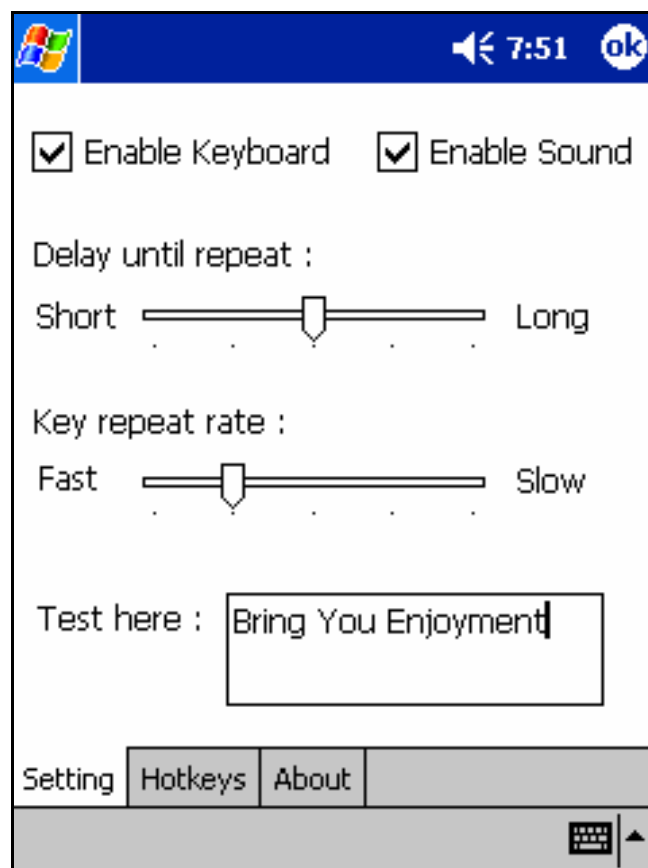 7:51 ok
Enable Keyboard Enable Sound
Delay until repeat :
Short Long
Key repeat rate :
Fast Slow
Test here : Bring You Enjoyment
Setting Hotkeys About